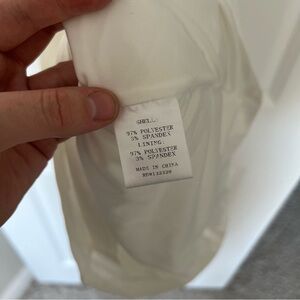 SHELL:
97% POLYESTER
3% SPANDEX
LINING:
97% POLYESTER
3% SPANDEX
MADE IN CHINA